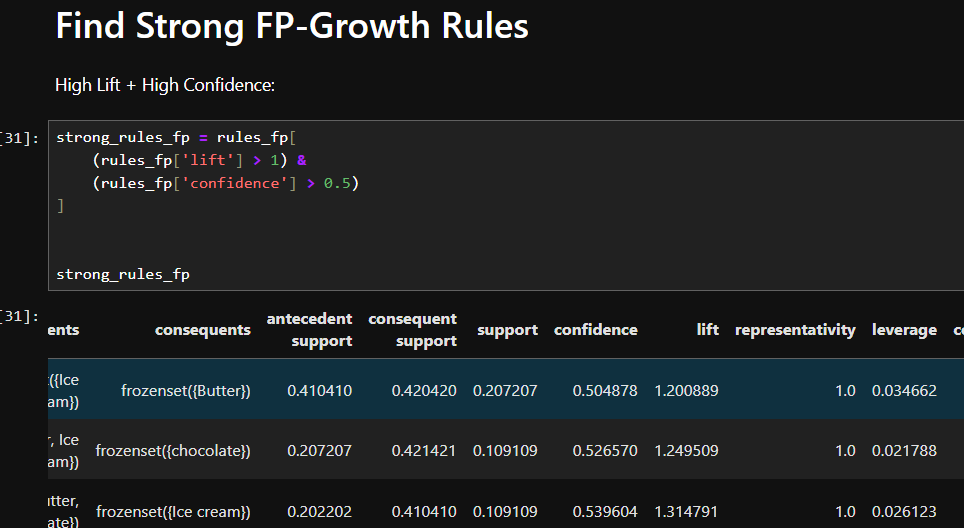 Find Strong FP-Growth Rules
High Lift + High Confidence:
[31]:
strong_rules_fp = rules_fp[
(rules_fp['lift'] > 1) &
(rules_fp['confidence'] > 0.5)
]
strong_rules_fp
[31]:
ents consequents antecedent support consequent support support confidence lift representativity leverage
({Ice am}) frozenset({Butter}) 0.410410 0.420420 0.207207 0.504878 1.200889 1.0 0.034662
, Ice am}) frozenset({chocolate}) 0.207207 0.421421 0.109109 0.526570 1.249509 1.0 0.021788
utter, ate}) frozenset({Ice cream}) 0.202202 0.410410 0.109109 0.539604 1.314791 1.0 0.026123